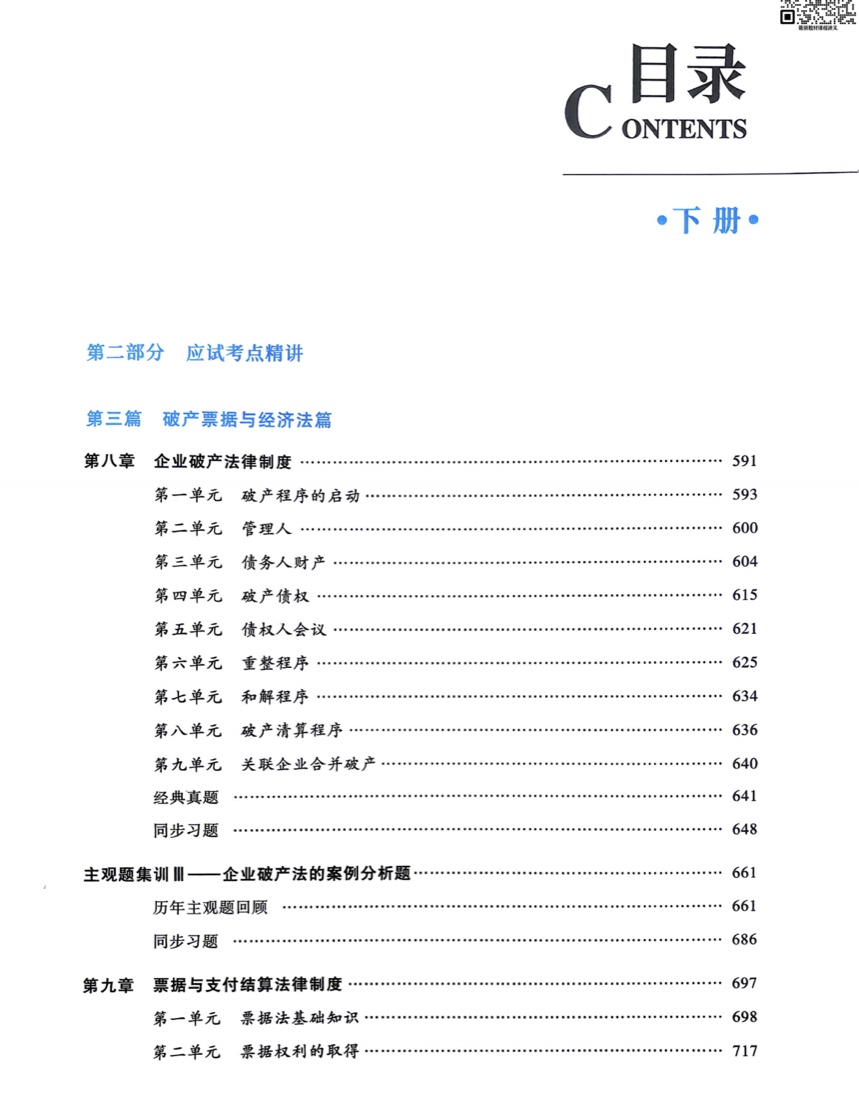 目录
CONTENTS
•下 册•
第二部分 应试考点精讲
第三篇 破产票据与经济法篇
第八章 企业破产法律制度 …… 591
第一单元 破产程序的启动 …… 593
第二单元 管理人 …… 600
第三单元 债务人财产 …… 604
第四单元 破产债权 …… 615
第五单元 债权人会议 …… 621
第六单元 重整程序 …… 625
第七单元 和解程序 …… 634
第八单元 破产清算程序 …… 636
第九单元 关联企业合并破产 …… 640
经典真题 …… 641
同步习题 …… 648
主观题集训Ⅲ——企业破产法的案例分析题 …… 661
历年主观题回顾 …… 661
同步习题 …… 686
第九章 票据与支付结算法律制度 …… 697
第一单元 票据法基础知识 …… 698
第二单元 票据权利的取得 …… 717